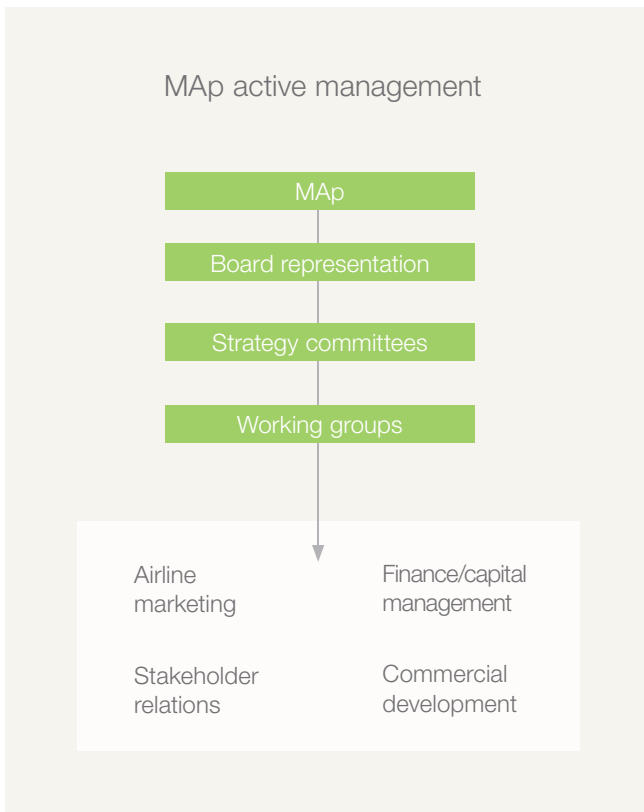 MAp active management
MAp
Board representation
Strategy committees
Working groups
Airline
marketing
Finance/capital
management
Stakeholder
relations
Commercial
development